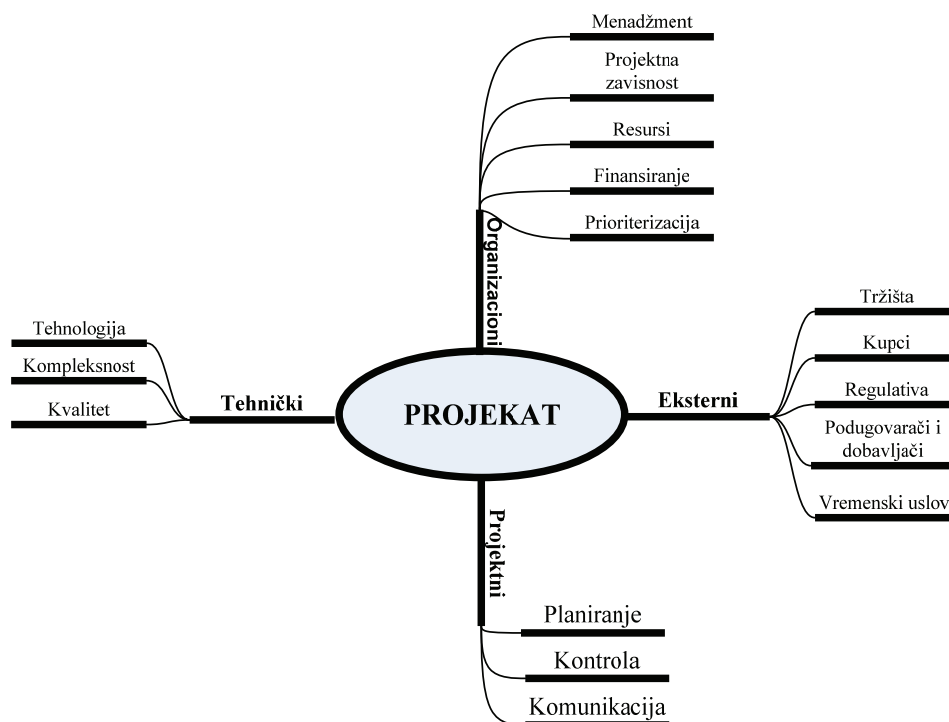 Menadžment
Projektna
zavisnost
Resursi
Finansiranje
Prioriterizacija
Organizacioni
Tržišta
Kupci
Regulativa
Podugovarači i
dobavljači
Vremenski uslov
Eksterni
PROJEKAT
Tehnički
Tehnologija
Kompleksnost
Kvalitet
Projektni
Planiranje
Kontrola
Komunikacija